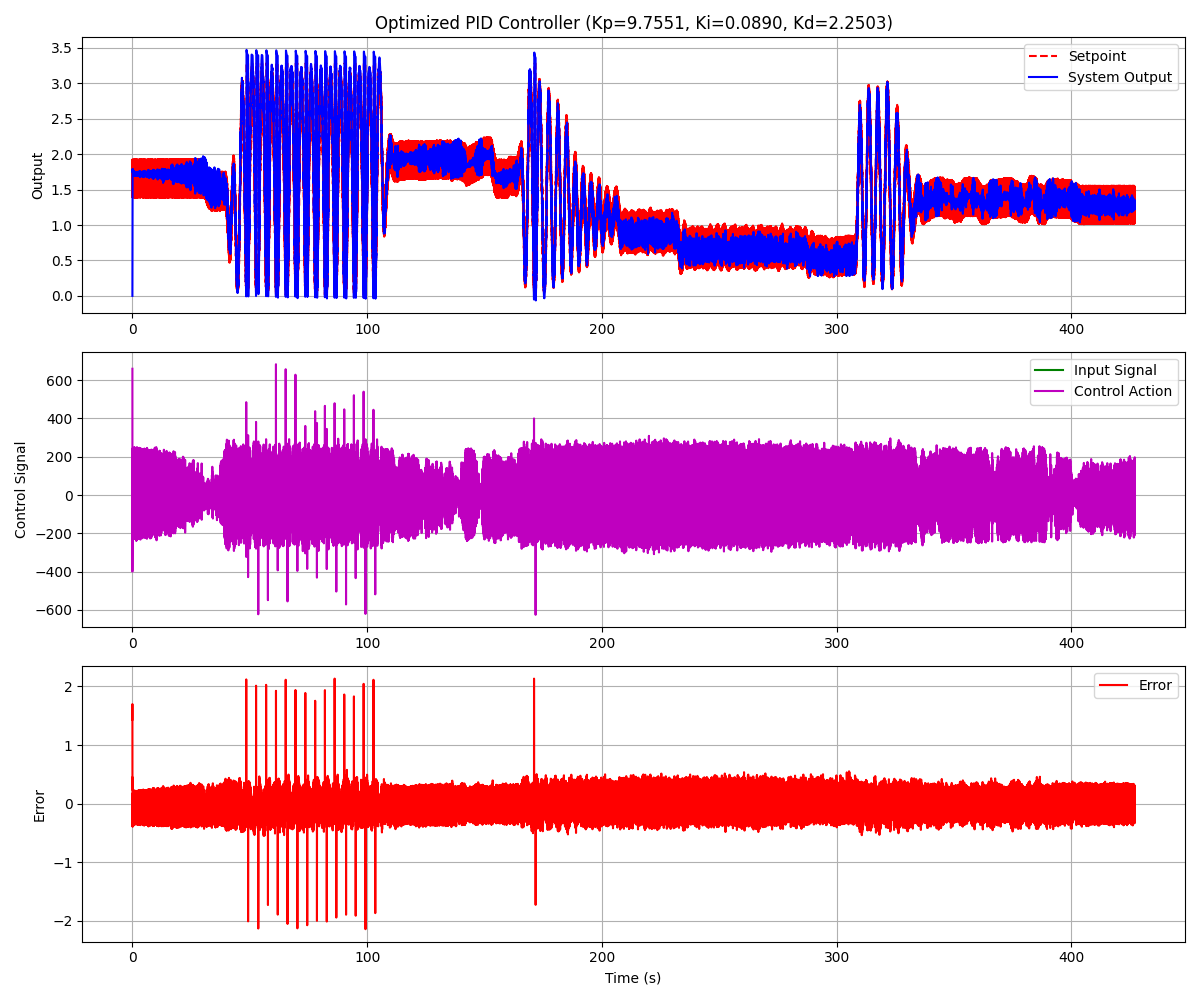 Optimized PID Controller (Kp=9.7551, Ki=0.0890, Kd=2.2503)
Setpoint
System Output
Output
3.5
3.0
2.5
2.0
1.5
1.0
0.5
0.0
0 100 200 300 400
Input Signal
Control Action
Control Signal
600
400
200
0
−200
−400
−600
0 100 200 300 400
Error
Error
2
1
0
−1
−2
0 100 200 300 400
Time (s)